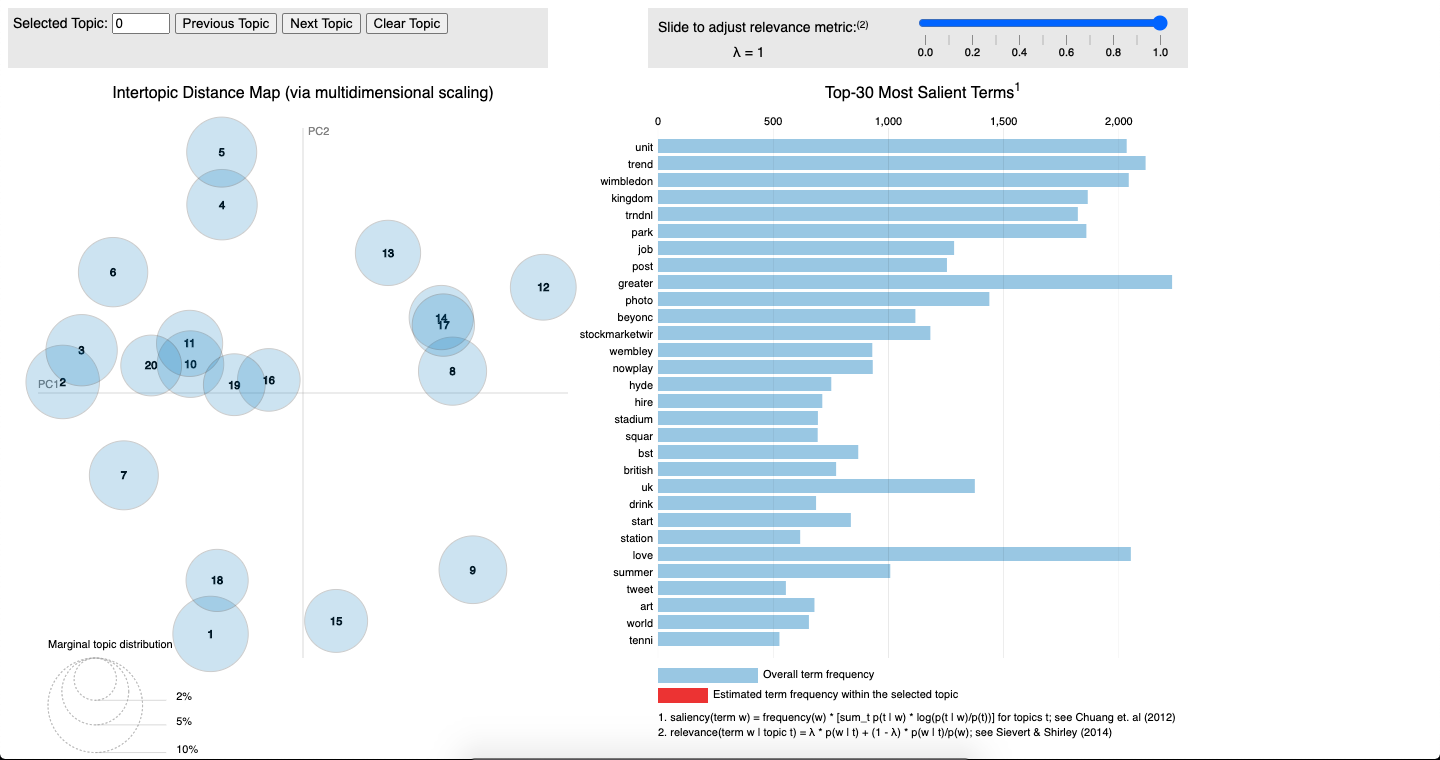 Selected Topic: 0 Previous Topic Next Topic Clear Topic
Slide to adjust relevance metric:(2)
λ = 1
0.0 0.2 0.4 0.6 0.8 1.0
Intertopic Distance Map (via multidimensional scaling)
PC2
PC1
5
4
13
6
12
14
17
3
11
20
10
8
2
19
16
7
18
9
1
15
Marginal topic distribution
2%
5%
10%
Top-30 Most Salient Terms1
0 500 1,000 1,500 2,000
unit
trend
wimbledon
kingdom
trndnl
park
job
post
greater
photo
beyonc
stockmarketwir
wembley
nowplay
hyde
hire
stadium
squar
bst
british
uk
drink
start
station
love
summer
tweet
art
world
tenni
Overall term frequency
Estimated term frequency within the selected topic
1. saliency(term w) = frequency(w) * [sum_t p(t | w) * log(p(t | w)/p(t))] for topics t; see Chuang et. al (2012)
2. relevance(term w | topic t) = λ * p(w | t) + (1 - λ) * p(w | t)/p(w); see Sievert & Shirley (2014)